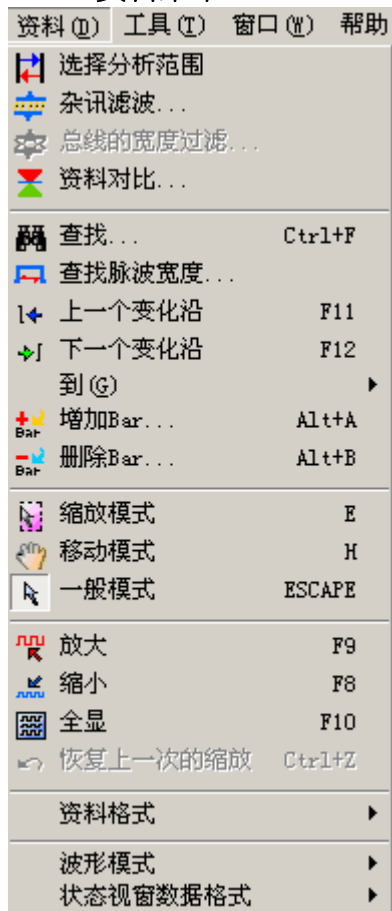 资料(D) 工具(T) 窗口(W) 帮助
选择分析范围
杂讯滤波...
总线的宽度过滤...
资料对比...
查找... Ctrl+F
查找脉波宽度...
上一个变化沿 F11
下一个变化沿 F12
到(G)
增加Bar... Alt+A
删除Bar... Alt+B
缩放模式 E
移动模式 H
一般模式 ESCAPE
放大 F9
缩小 F8
全显 F10
恢复上一次的缩放 Ctrl+Z
资料格式
波形模式
状态视窗数据格式